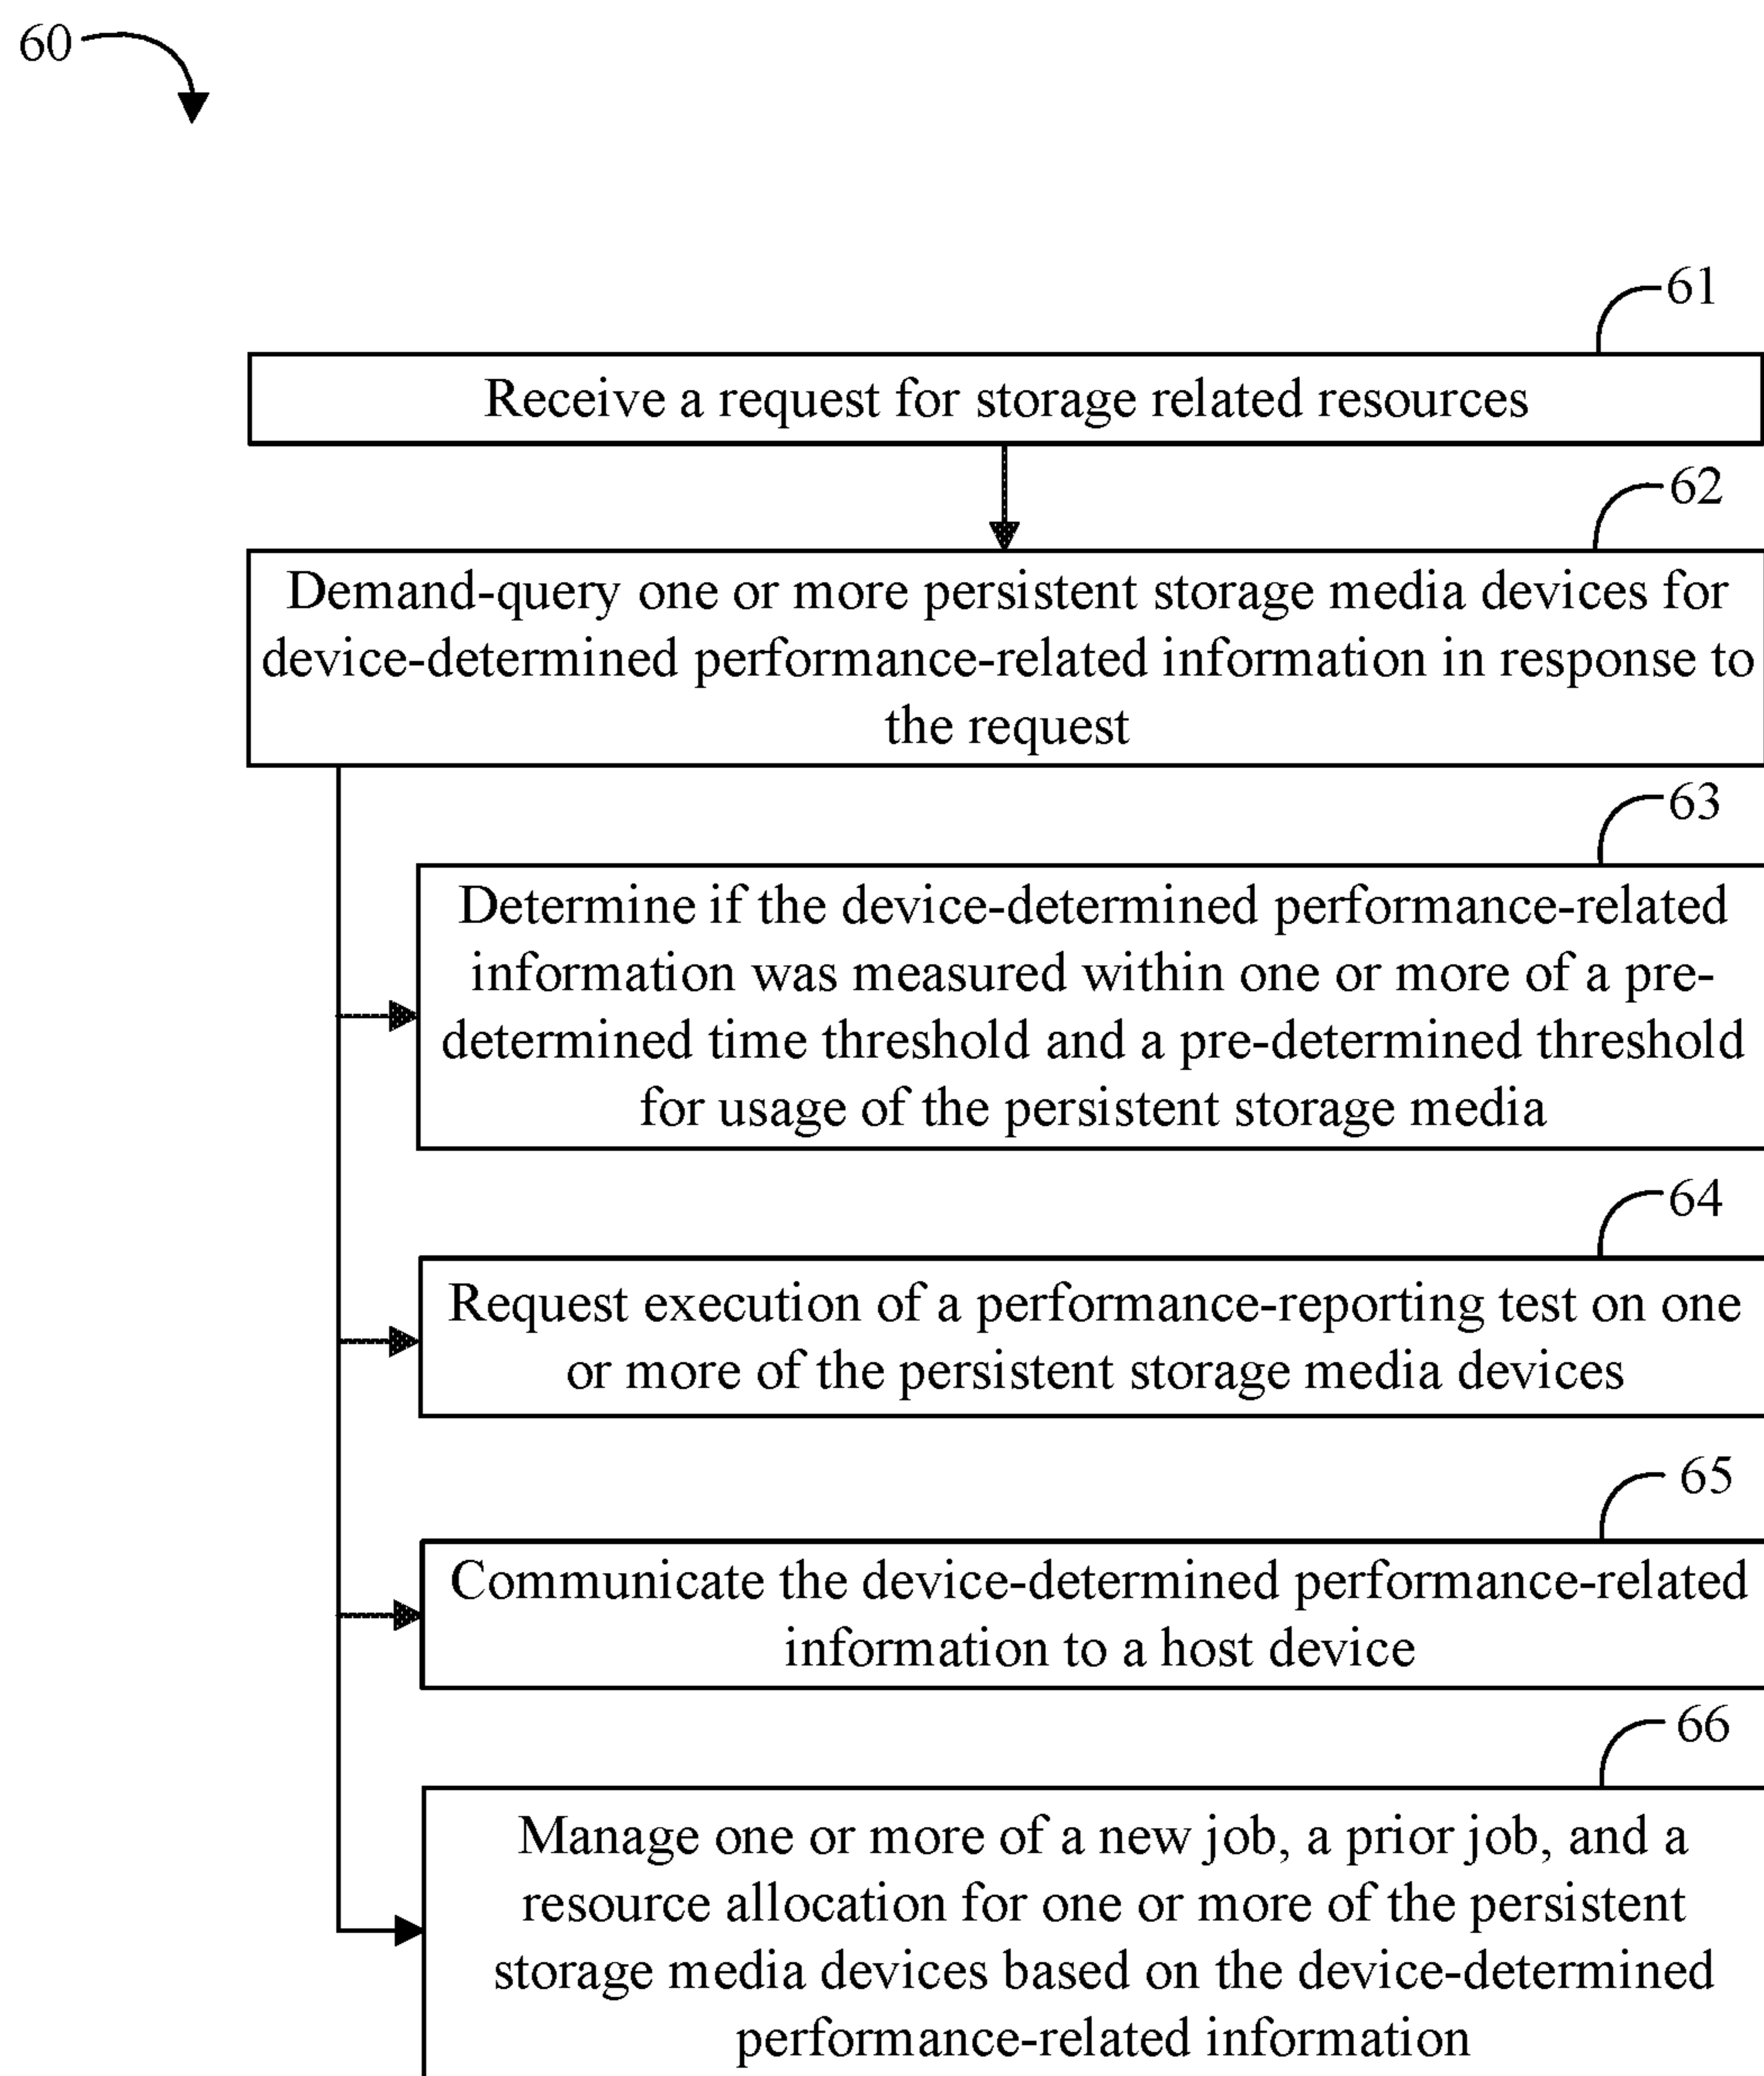 60
61
Receive a request for storage related resources
62
Demand-query one or more persistent storage media devices for
device-determined performance-related information in response to
the request
63
Determine if the device-determined performance-related
information was measured within one or more of a pre-
determined time threshold and a pre-determined threshold
for usage of the persistent storage media
64
Request execution of a performance-reporting test on one
or more of the persistent storage media devices
65
Communicate the device-determined performance-related
information to a host device
66
Manage one or more of a new job, a prior job, and a
resource allocation for one or more of the persistent
storage media devices based on the device-determined
performance-related information